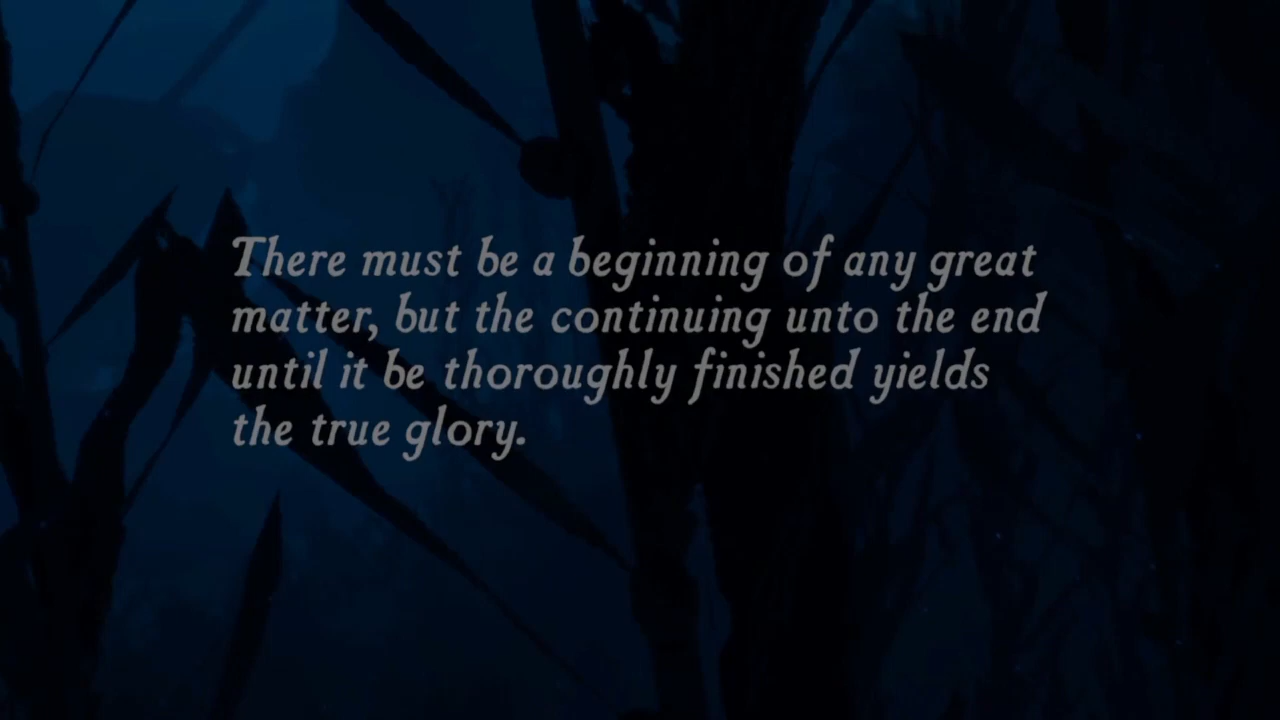 There must be a beginning of any great
matter, but the continuing unto the end
until it be thoroughly finished yields
the true glory.